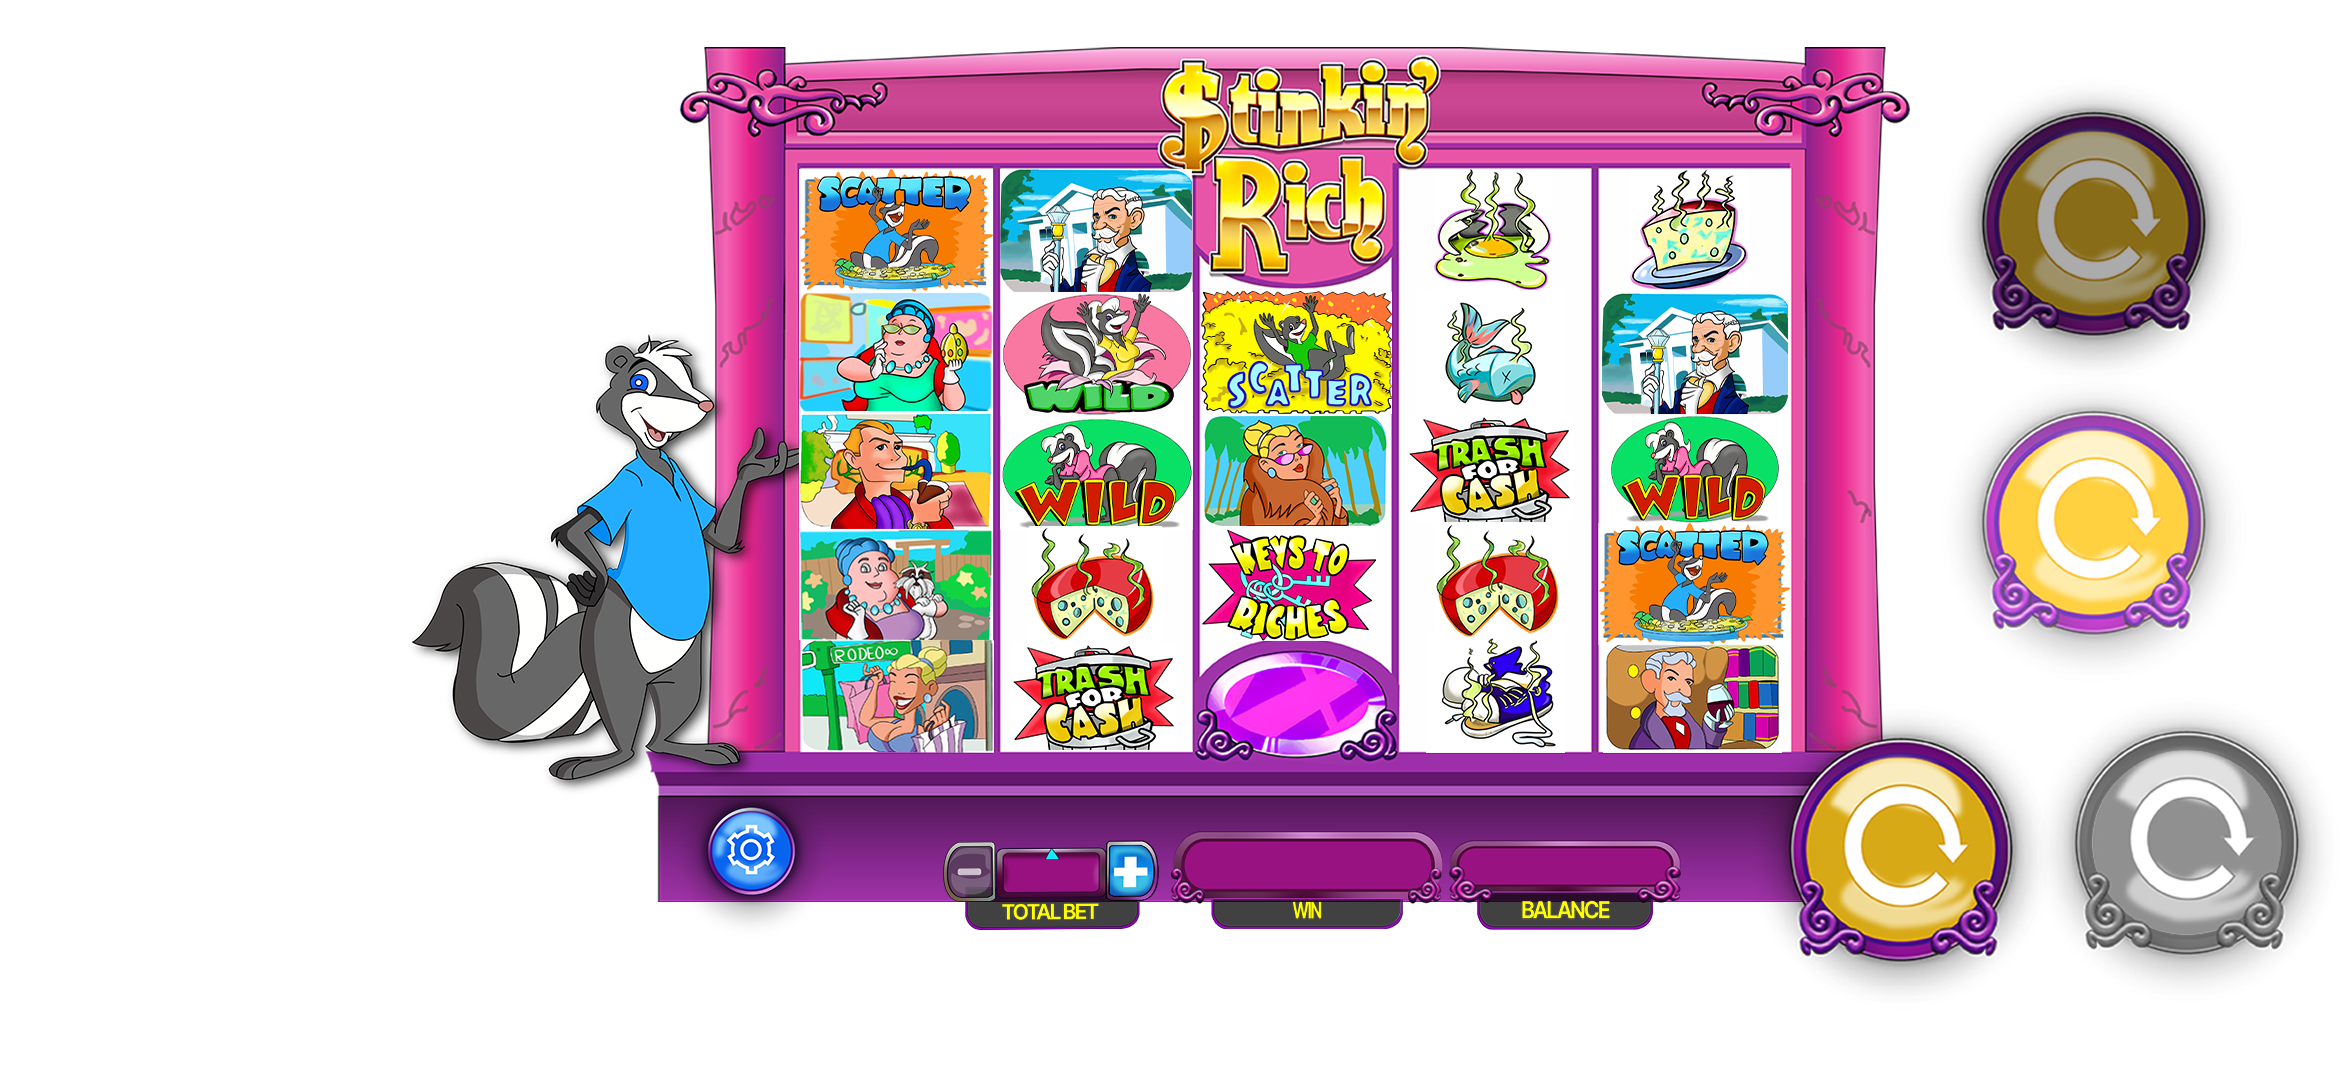 $tinkin'
Rich
SCATTER
WILD
SCATTER
WILD
TRASH
FOR
CASH
WILD
KEYS TO
RICHES
SCATTER
RODEO
TRASH
FOR
CASH
TOTAL BET
WIN
BALANCE